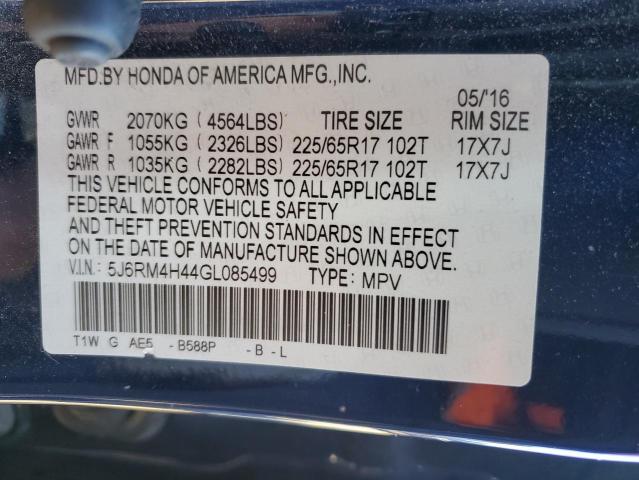 MFD.BY HONDA OF AMERICA MFG.,INC.
05/'16
GVWR 2070KG ( 4564LBS) TIRE SIZE RIM SIZE
GAWR F 1055KG ( 2326LBS) 225/65R17 102T 17X7J
GAWR R 1035KG ( 2282LBS) 225/65R17 102T 17X7J
THIS VEHICLE CONFORMS TO ALL APPLICABLE
FEDERAL MOTOR VEHICLE SAFETY
AND THEFT PREVENTION STANDARDS IN EFFECT
ON THE DATE OF MANUFACTURE SHOWN ABOVE.
V.I.N.: 5J6RM4H44GL085499 TYPE: MPV
T1W G AE5 - B588P - B - L